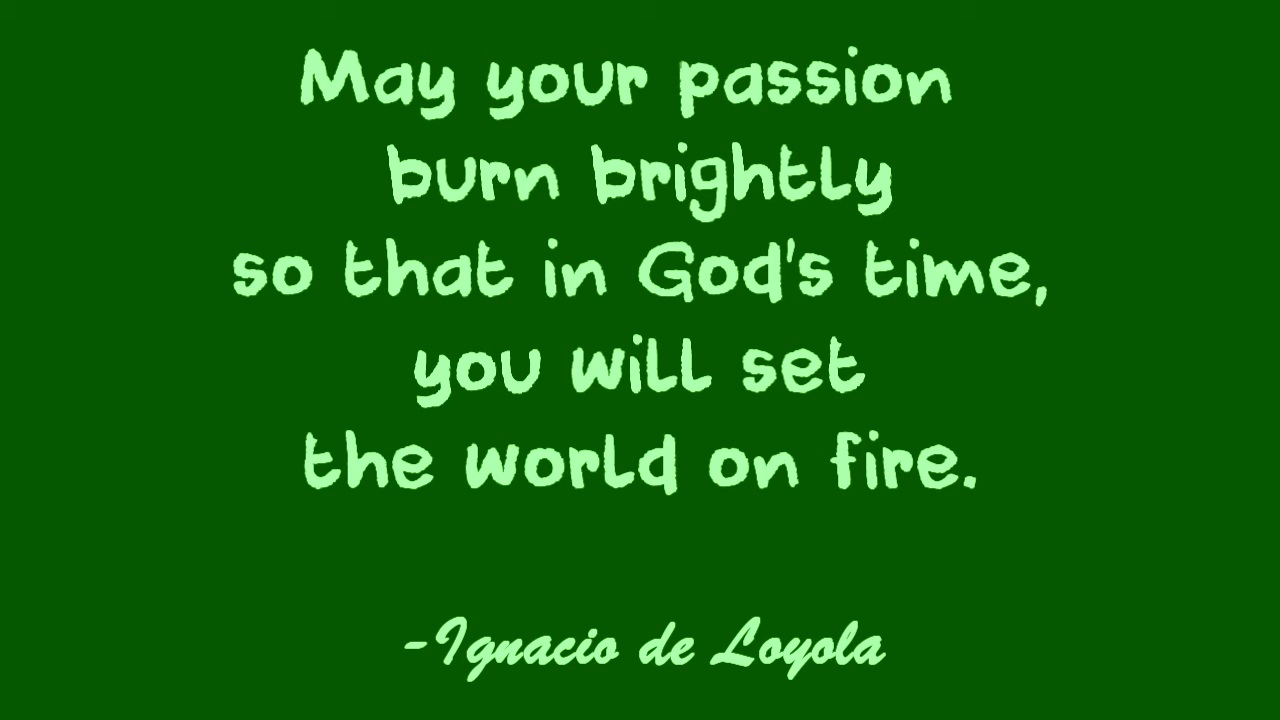 May your passion
burn brightly
so that in God's time,
you will set
the world on fire.
-Ignacio de Loyola